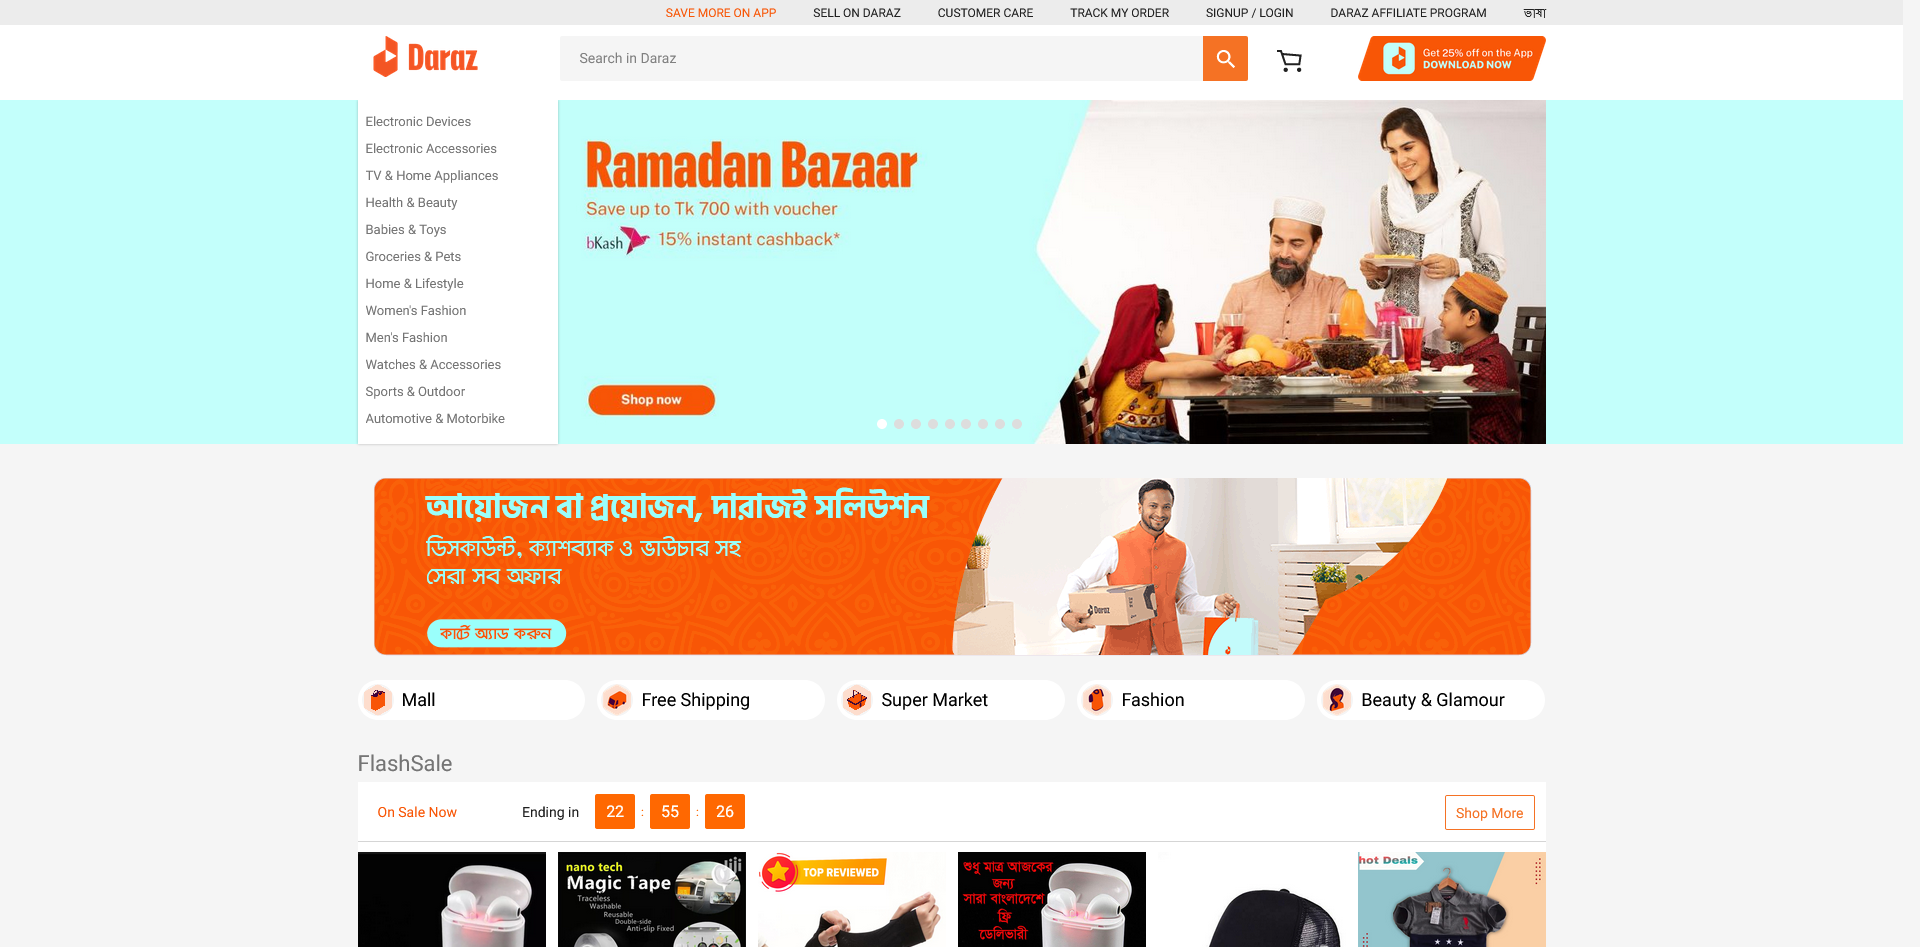 SAVE MORE ON APP
SELL ON DARAZ
CUSTOMER CARE
TRACK MY ORDER
SIGNUP / LOGIN
DARAZ AFFILIATE PROGRAM
ভাষা
Daraz
Search in Daraz
Get 25% off on the App
DOWNLOAD NOW
Electronic Devices
Electronic Accessories
TV & Home Appliances
Health & Beauty
Babies & Toys
Groceries & Pets
Home & Lifestyle
Women's Fashion
Men's Fashion
Watches & Accessories
Sports & Outdoor
Automotive & Motorbike
Ramadan Bazaar
Save up to Tk 700 with voucher
bKash 15% instant cashback*
Shop now
আয়োজন বা প্রয়োজন, দারাজই সলিউশন
ডিসকাউন্ট, ক্যাশব্যাক ও ভাউচার সহ
সেরা সব অফার
কার্টে অ্যাড করুন
Daraz
Mall
Free Shipping
Super Market
Fashion
Beauty & Glamour
FlashSale
On Sale Now
Ending in 22 : 55 : 26
Shop More
nano tech
Magic Tape
Traceless
Washable
Reusable
Double-side
Anti-slip Fixed
TOP REVIEWED
শুধু মাত্র আজকের
জন্য
সারা বাংলাদেশে
ফ্রি
ডেলিভারী
hot Deals